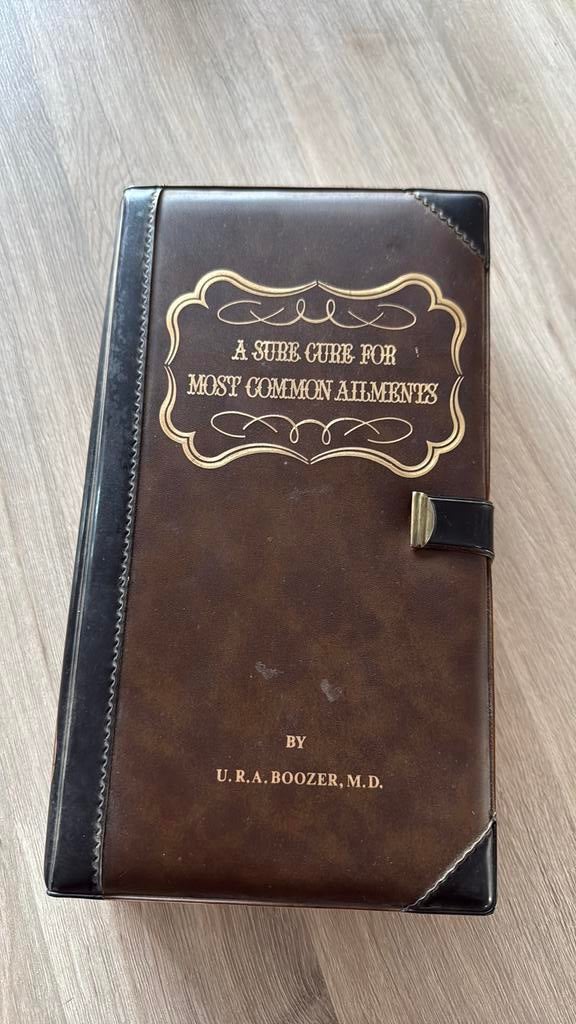 A SURE CURE FOR
MOST COMMON AILMENTS
BY
U.R.A. BOOZER, M.D.